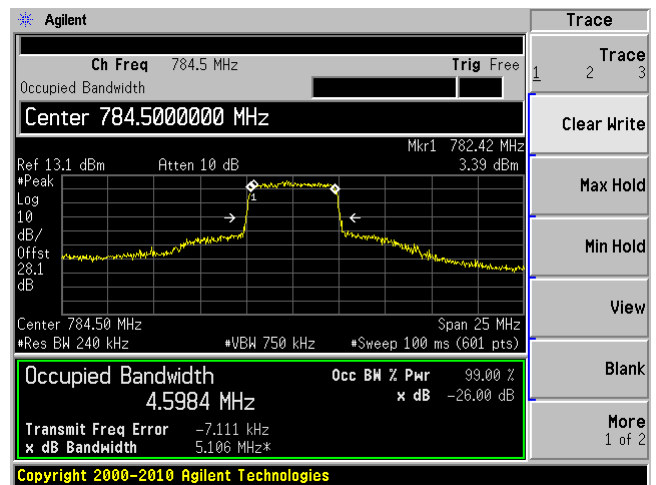 Agilent
Trace
Ch Freq 784.5 MHz Trig Free
Occupied Bandwidth
Center 784.5000000 MHz
Mkr1 782.42 MHz
Ref 13.1 dBm Atten 10 dB 3.39 dBm
#Peak
Log
10
dB/
Offst
28.1
dB
1
Center 784.50 MHz Span 25 MHz
#Res BW 240 kHz #VBW 750 kHz #Sweep 100 ms (601 pts)
Occupied Bandwidth
4.5984 MHz
Occ BW % Pwr 99.00 %
x dB -26.00 dB
Transmit Freq Error -7.111 kHz
x dB Bandwidth 5.106 MHz*
Copyright 2000-2010 Agilent Technologies
Trace
1 2 3
Clear Write
Max Hold
Min Hold
View
Blank
More
1 of 2